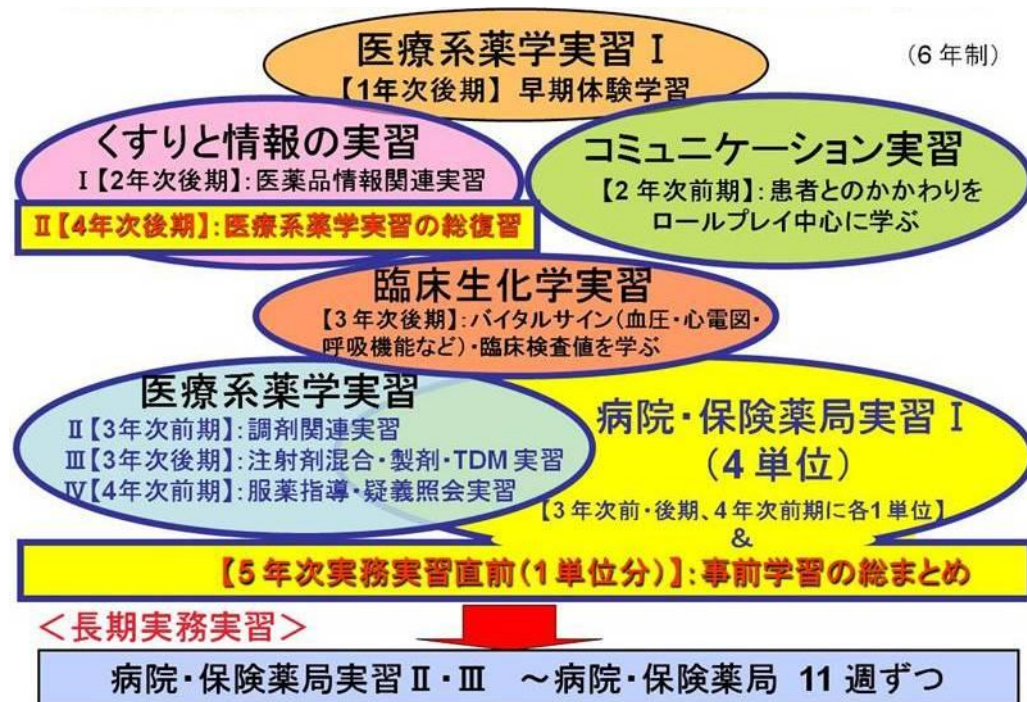 医療系薬学実習Ⅰ
【1年次後期】 早期体験学習
(6年制)
くすりと情報の実習
Ⅰ【2年次後期】:医薬品情報関連実習
Ⅱ【4年次後期】:医療系薬学実習の総復習
コミュニケーション実習
【2年次前期】:患者とのかかわりを
ロールプレイ中心に学ぶ
臨床生化学実習
【3年次後期】:バイタルサイン(血圧・心電図・
呼吸機能など)・臨床検査値を学ぶ
医療系薬学実習
Ⅱ【3年次前期】:調剤関連実習
Ⅲ【3年次後期】:注射剤混合・製剤・TDM実習
Ⅳ【4年次前期】:服薬指導・疑義照会実習
病院・保険薬局実習Ⅰ
(4単位)
【3年次前・後期、4年次前期に各1単位】
&
【5年次実務実習直前(1単位分)】:事前学習の総まとめ
＜長期実務実習＞
病院・保険薬局実習Ⅱ・Ⅲ ～病院・保険薬局 11週ずつ